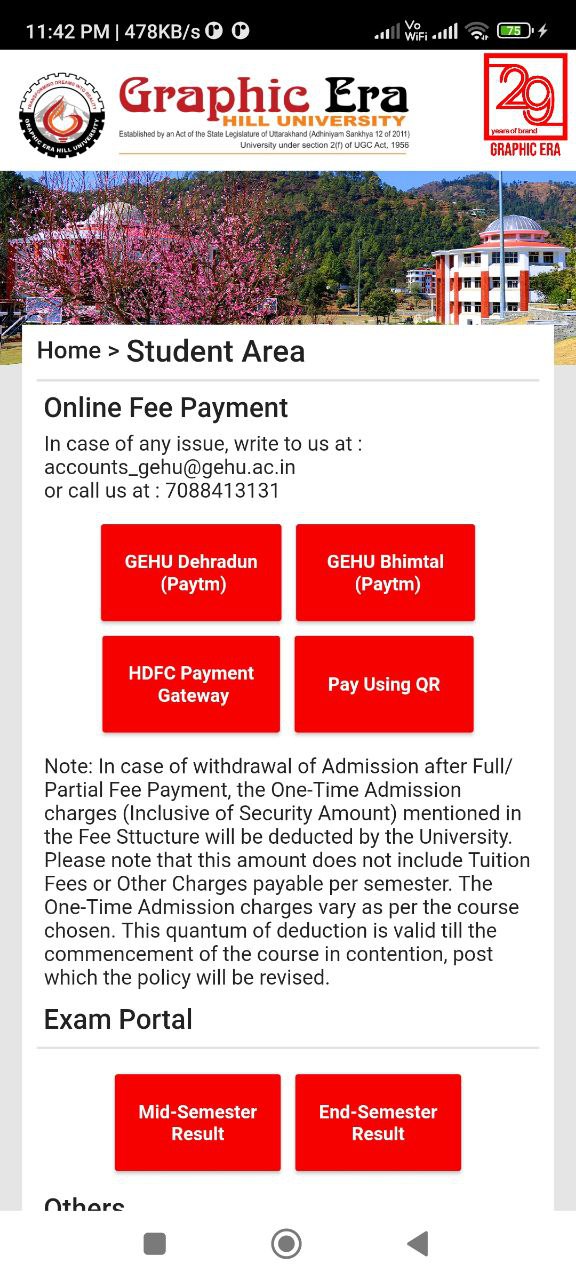 11:42 PM | 478KB/s
Vo
WiFi
75
TRANSFORMING DREAMS INTO REALITY
GRAPHIC ERA HILL UNIVERSITY
Graphic Era
HILL UNIVERSITY
Established by an Act of the State Legislature of Uttarakhand (Adhiniyam Sankhya 12 of 2011)
University under section 2(f) of UGC Act, 1956
29
years of brand
GRAPHIC ERA
Home > Student Area
Online Fee Payment
In case of any issue, write to us at :
accounts_gehu@gehu.ac.in
or call us at : 7088413131
GEHU Dehradun
(Paytm)
GEHU Bhimtal
(Paytm)
HDFC Payment
Gateway
Pay Using QR
Note: In case of withdrawal of Admission after Full/
Partial Fee Payment, the One-Time Admission
charges (Inclusive of Security Amount) mentioned in
the Fee Sttucture will be deducted by the University.
Please note that this amount does not include Tuition
Fees or Other Charges payable per semester. The
One-Time Admission charges vary as per the course
chosen. This quantum of deduction is valid till the
commencement of the course in contention, post
which the policy will be revised.
Exam Portal
Mid-Semester
Result
End-Semester
Result
Others